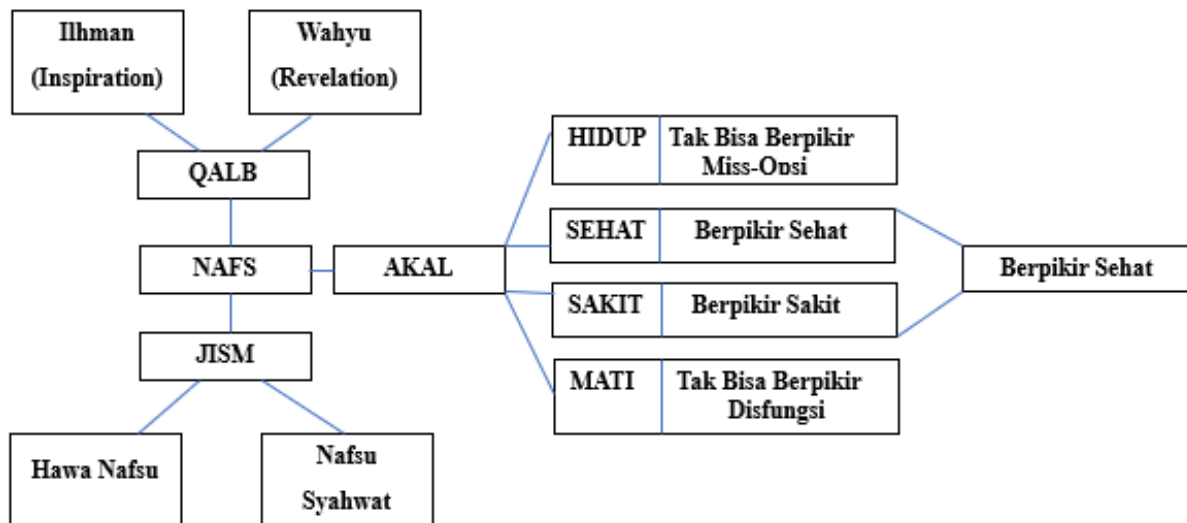 Ilhman
(Inspiration)
Wahyu
(Revelation)
QALB
NAFS
JISM
Hawa Nafsu
Nafsu
Syahwat
AKAL
HIDUP
Tak Bisa Berpikir
Miss-Opsi
SEHAT
Berpikir Sehat
SAKIT
Berpikir Sakit
MATI
Tak Bisa Berpikir
Disfungsi
Berpikir Sehat